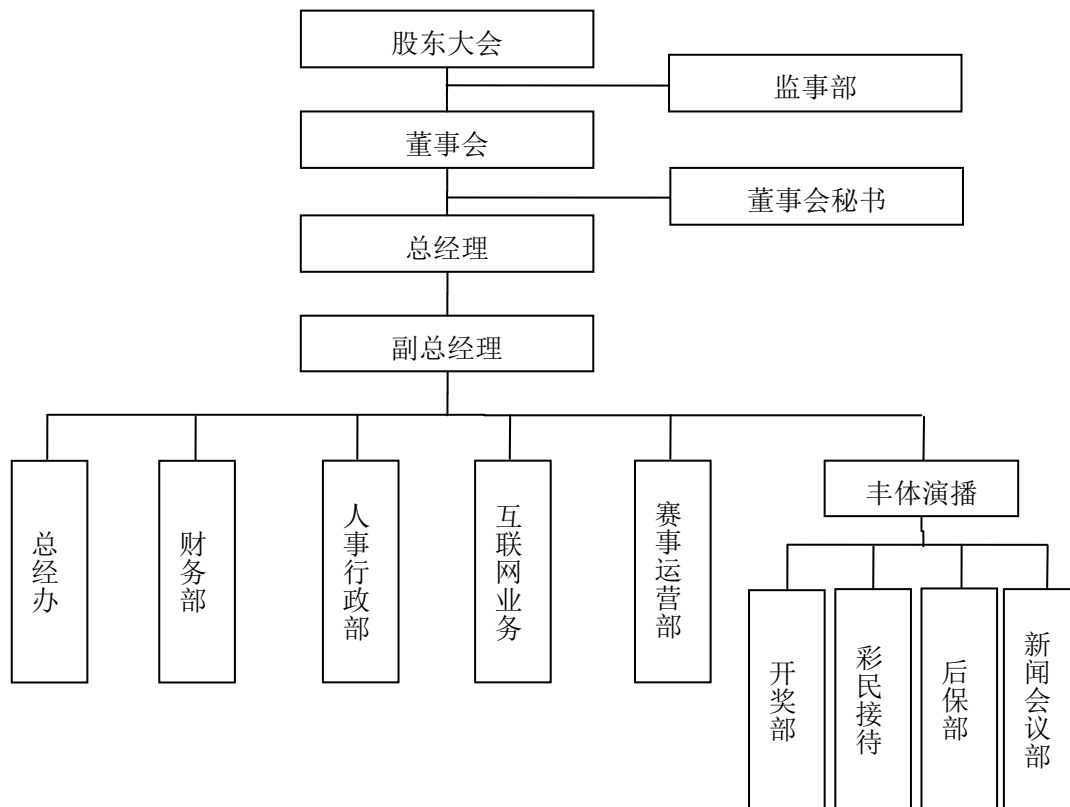 股东大会
监事部
董事会
董事会秘书
总经理
副总经理
总经办
财务部
人事行政部
互联网业务
赛事运营部
丰体演播
开奖部
彩民接待
后保部
新闻会议部